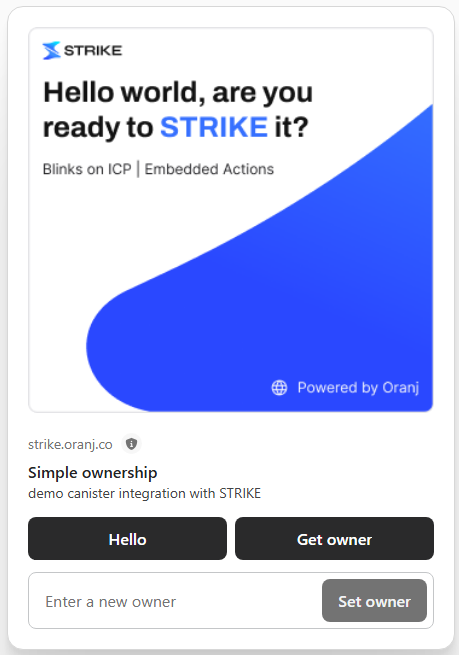 STRIKE
Hello world, are you
ready to STRIKE it?
Blinks on ICP | Embedded Actions
Powered by Oranj
strike.oranj.co
Simple ownership
demo canister integration with STRIKE
Hello
Get owner
Enter a new owner
Set owner